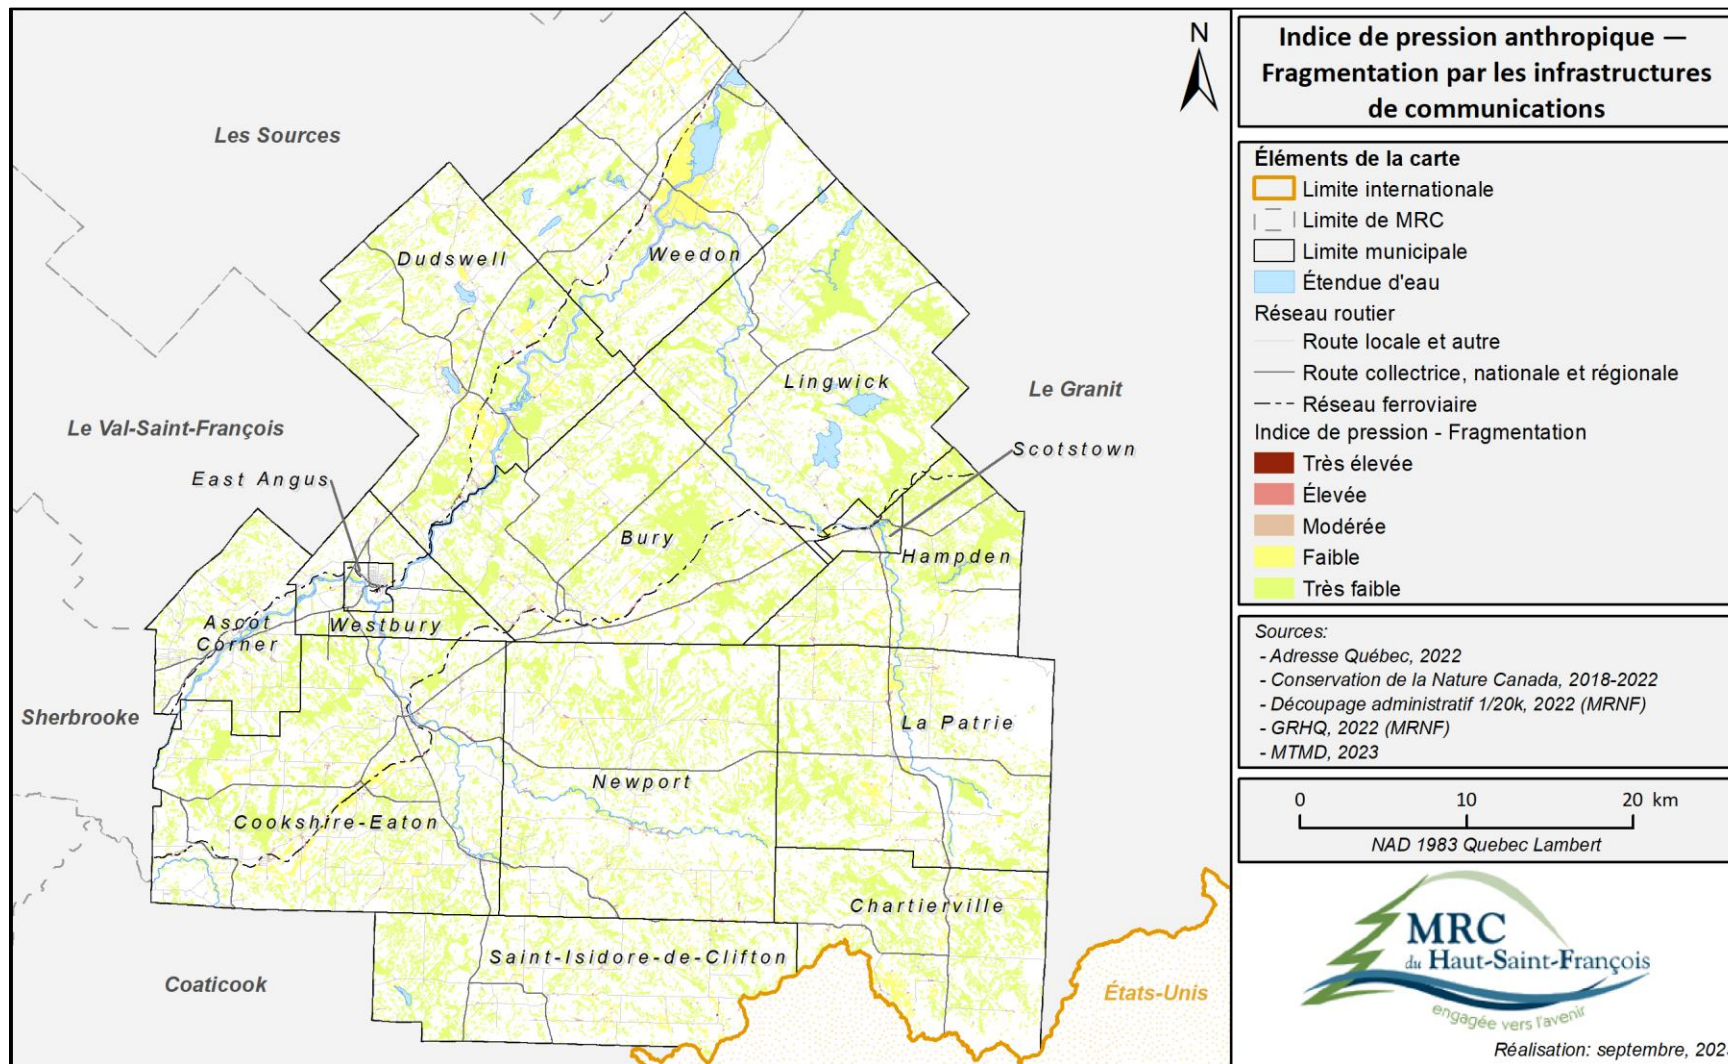 Indice de pression anthropique —
Fragmentation par les infrastructures
de communications
Éléments de la carte
Limite internationale
Limite de MRC
Limite municipale
Étendue d'eau
Réseau routier
Route locale et autre
Route collectrice, nationale et régionale
Réseau ferroviaire
Indice de pression - Fragmentation
Très élevée
Élevée
Modérée
Faible
Très faible
Sources:
- Adresse Québec, 2022
- Conservation de la Nature Canada, 2018-2022
- Découpage administratif 1/20k, 2022 (MRNF)
- GRHQ, 2022 (MRNF)
- MTMD, 2023
0 10 20 km
NAD 1983 Quebec Lambert
MRC
du Haut-Saint-François
engagée vers l'avenir
Réalisation: septembre,
N
Les Sources
Dudswell
Weedon
Lingwick
Le Granit
Le Val-Saint-François
Scotstown
East Angus
Bury
Hampden
Ascot
Corner
Westbury
Sherbrooke
La Patrie
Newport
Cookshire-Eaton
Chartierville
Saint-Isidore-de-Clifton
Coaticook
États-Unis